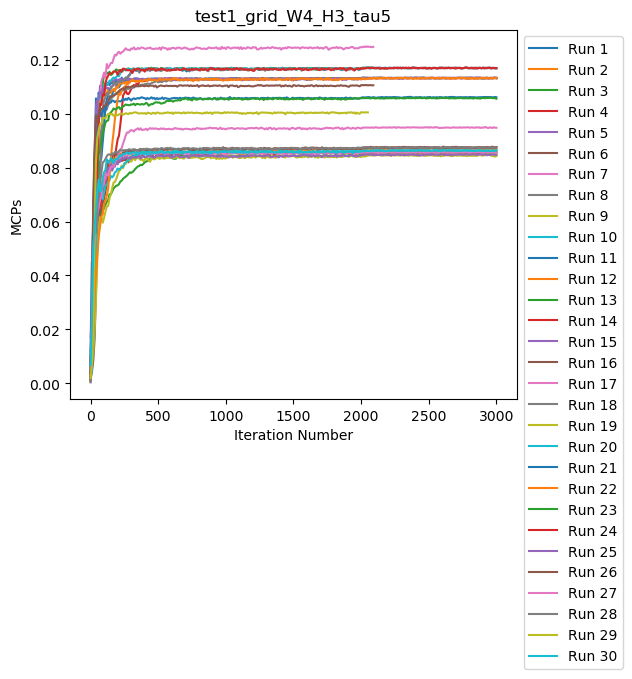 test1_grid_W4_H3_tau5
MCPs
0.12
0.10
0.08
0.06
0.04
0.02
0.00
0
500
1000
1500
2000
2500
3000
Iteration Number
Run 1
Run 2
Run 3
Run 4
Run 5
Run 6
Run 7
Run 8
Run 9
Run 10
Run 11
Run 12
Run 13
Run 14
Run 15
Run 16
Run 17
Run 18
Run 19
Run 20
Run 21
Run 22
Run 23
Run 24
Run 25
Run 26
Run 27
Run 28
Run 29
Run 30